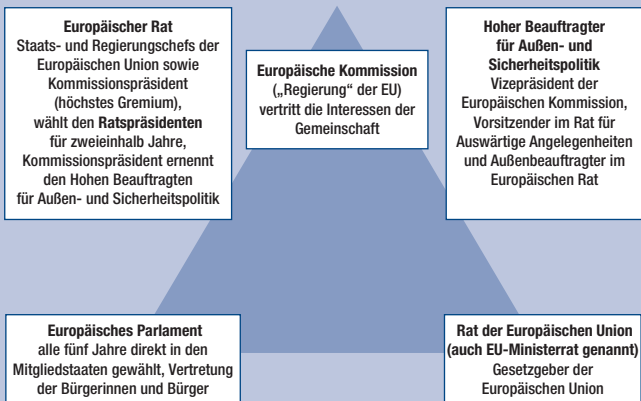 Europäischer Rat
Staats- und Regierungschefs der
Europäischen Union sowie
Kommissionspräsident
(höchstes Gremium),
wählt den Ratspräsidenten
für zweieinhalb Jahre,
Kommissionspräsident ernennt
den Hohen Beauftragten
für Außen- und Sicherheitspolitik
Europäische Kommission
(„Regierung“ der EU)
vertritt die Interessen der
Gemeinschaft
Hoher Beauftragter
für Außen- und
Sicherheitspolitik
Vizepräsident der
Europäischen Kommission,
Vorsitzender im Rat für
Auswärtige Angelegenheiten
und Außenbeauftragter im
Europäischen Rat
Europäisches Parlament
alle fünf Jahre direkt in den
Mitgliedstaaten gewählt, Vertretung
der Bürgerinnen und Bürger
Rat der Europäischen Union
(auch EU-Ministerrat genannt)
Gesetzgeber der
Europäischen Union